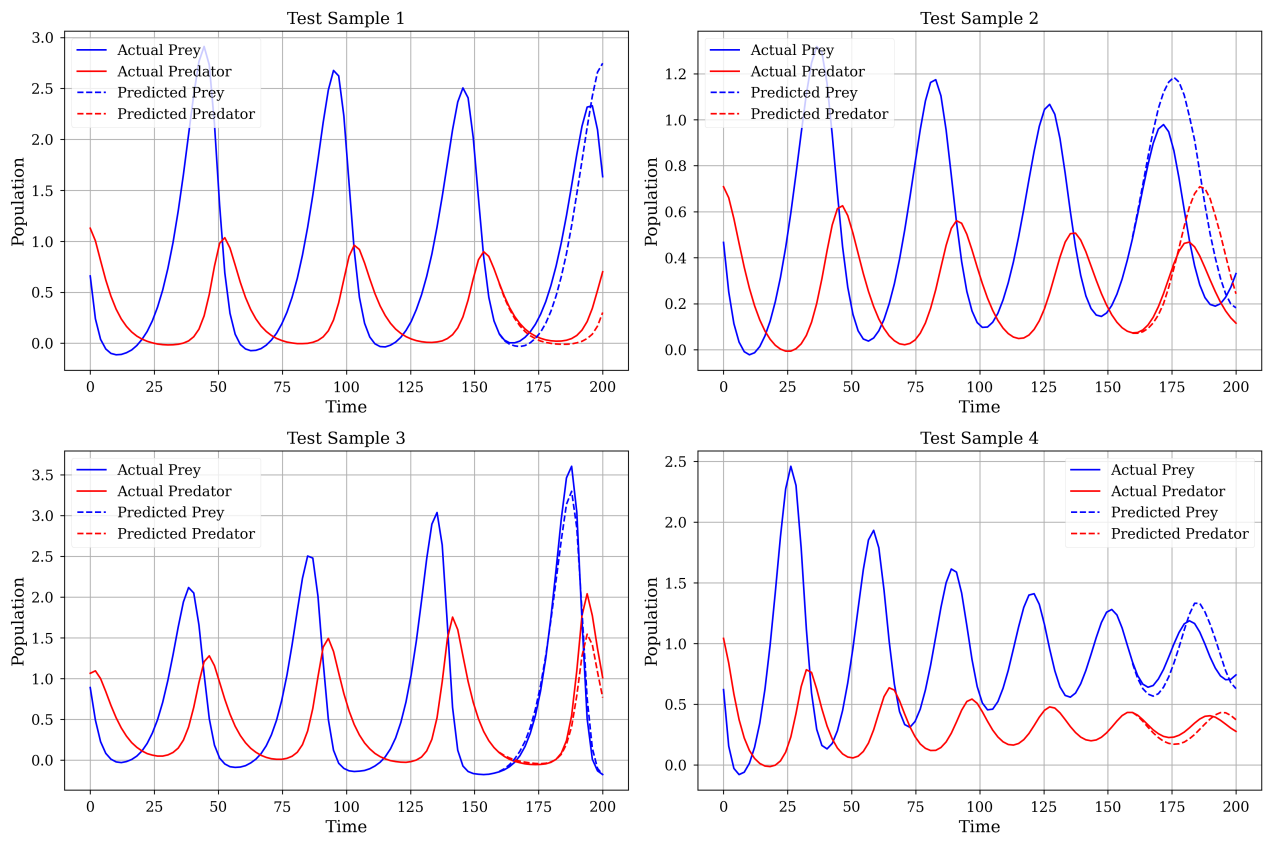 Test Sample 1
Population
3.0
2.5
2.0
1.5
1.0
0.5
0.0
Actual Prey
Actual Predator
Predicted Prey
Predicted Predator
0 25 50 75 100 125 150 175 200
Time
Test Sample 2
Population
1.2
1.0
0.8
0.6
0.4
0.2
0.0
Actual Prey
Actual Predator
Predicted Prey
Predicted Predator
0 25 50 75 100 125 150 175 200
Time
Test Sample 3
Population
3.5
3.0
2.5
2.0
1.5
1.0
0.5
0.0
Actual Prey
Actual Predator
Predicted Prey
Predicted Predator
0 25 50 75 100 125 150 175 200
Time
Test Sample 4
Population
2.5
2.0
1.5
1.0
0.5
0.0
Actual Prey
Actual Predator
Predicted Prey
Predicted Predator
0 25 50 75 100 125 150 175 200
Time